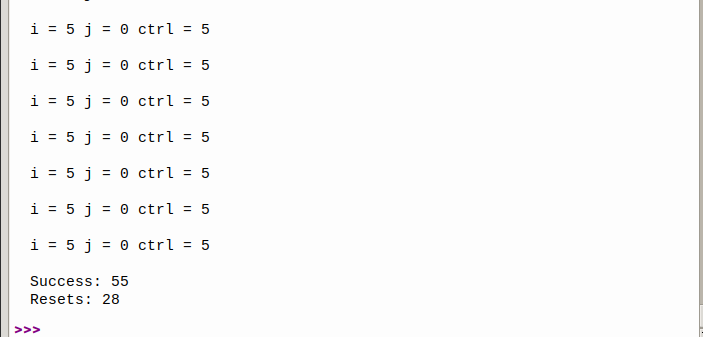 i = 5 j = 0 ctrl = 5
i = 5 j = 0 ctrl = 5
i = 5 j = 0 ctrl = 5
i = 5 j = 0 ctrl = 5
i = 5 j = 0 ctrl = 5
i = 5 j = 0 ctrl = 5
i = 5 j = 0 ctrl = 5
Success: 55
Resets: 28
>>>